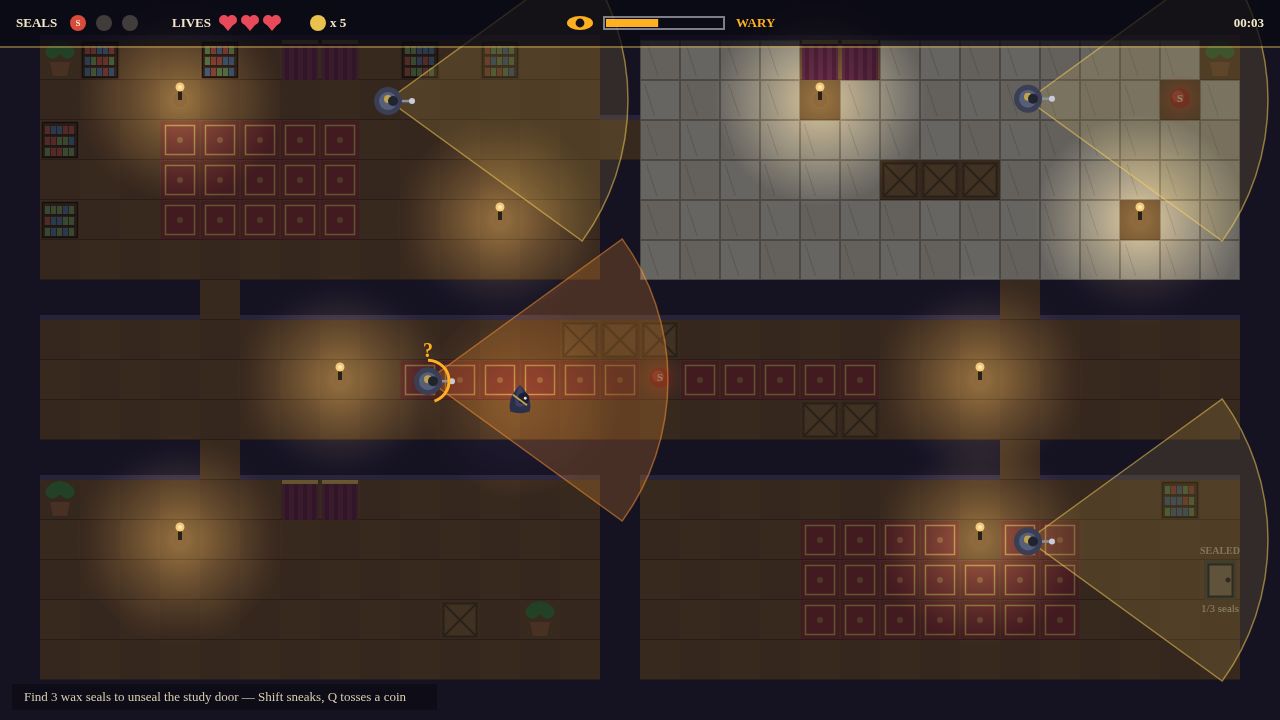 SEALS S LIVES x 5 WARY 00:03
S
?
S
SEALED
1/3 seals
Find 3 wax seals to unseal the study door — Shift sneaks, Q tosses a coin